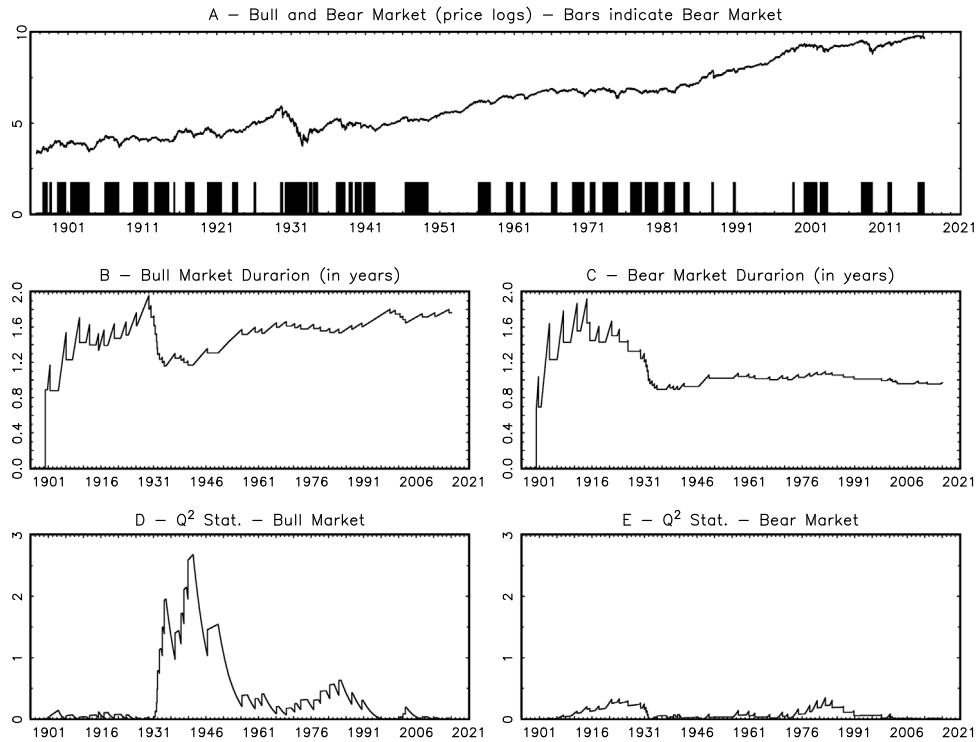 A – Bull and Bear Market (price logs) – Bars indicate Bear Market
10
5
0
1901 1911 1921 1931 1941 1951 1961 1971 1981 1991 2001 2011 2021
B – Bull Market Durarion (in years)
2.0
1.6
1.2
0.8
0.4
0.0
1901 1916 1931 1946 1961 1976 1991 2006 2021
C – Bear Market Durarion (in years)
2.0
1.6
1.2
0.8
0.4
0.0
1901 1916 1931 1946 1961 1976 1991 2006 2021
D – Q² Stat. – Bull Market
3
2
1
0
1901 1916 1931 1946 1961 1976 1991 2006 2021
E – Q² Stat. – Bear Market
3
2
1
0
1901 1916 1931 1946 1961 1976 1991 2006 2021